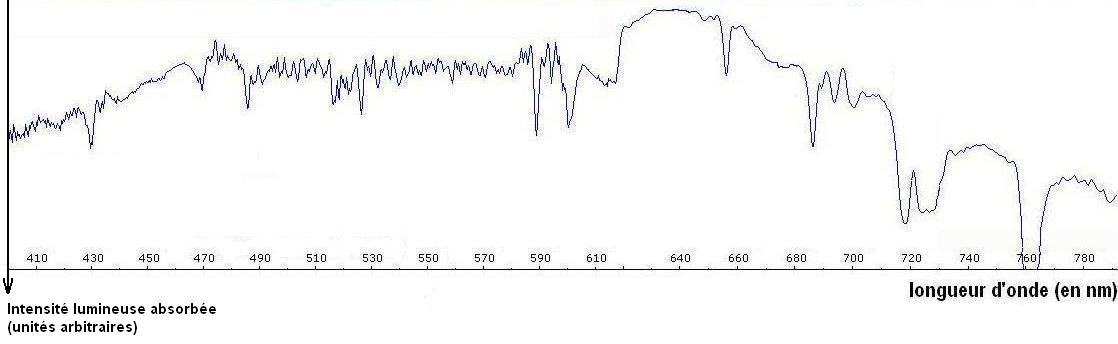 410 430 450 470 490 510 530 550 570 590 610 640 660 680 700 720 740 760 780
longueur d'onde (en nm)
Intensité lumineuse absorbée
(unités arbitraires)